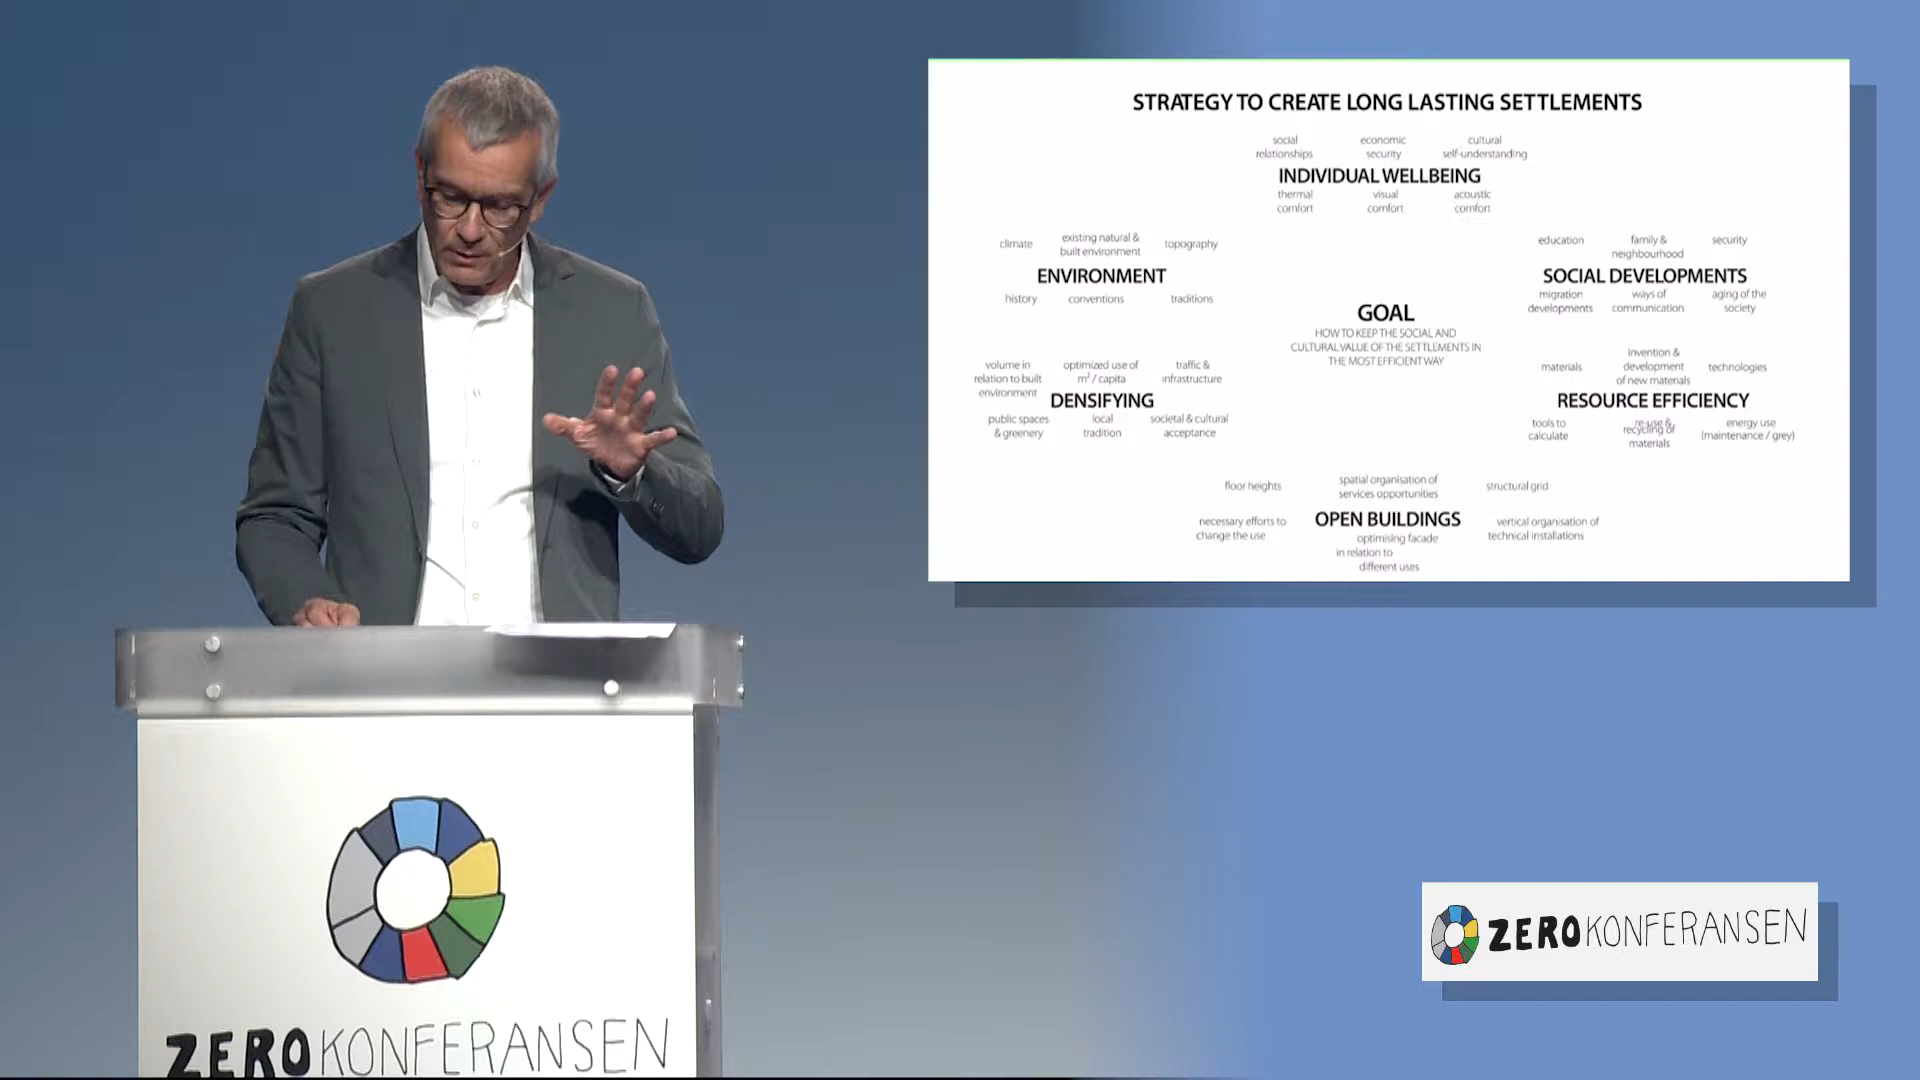 STRATEGY TO CREATE LONG LASTING SETTLEMENTS
social economic cultural
relationships security self-understanding
INDIVIDUAL WELLBEING
thermal visual acoustic
comfort comfort comfort
climate existing natural & topography
built environment
ENVIRONMENT
history conventions traditions
education family & security
neighbourhood
SOCIAL DEVELOPMENTS
migration ways of aging of the
developments communication society
GOAL
HOW TO KEEP THE SOCIAL AND
CULTURAL VALUE OF THE SETTLEMENTS IN
THE MOST EFFICIENT WAY
volume in optimized use of traffic &
relation to built m² / capita infrastructure
environment
DENSIFYING
public spaces local societal & cultural
& greenery tradition acceptance
invention &
materials development technologies
of new materials
RESOURCE EFFICIENCY
tools to re-use & energy use
calculate recycling of (maintenance / grey)
materials
floor heights spatial organisation of structural grid
services opportunities
necessary efforts to OPEN BUILDINGS vertical organisation of
change the use optimising facade technical installations
in relation to
different uses
ZEROKONFERANSEN
ZEROKONFERANSEN